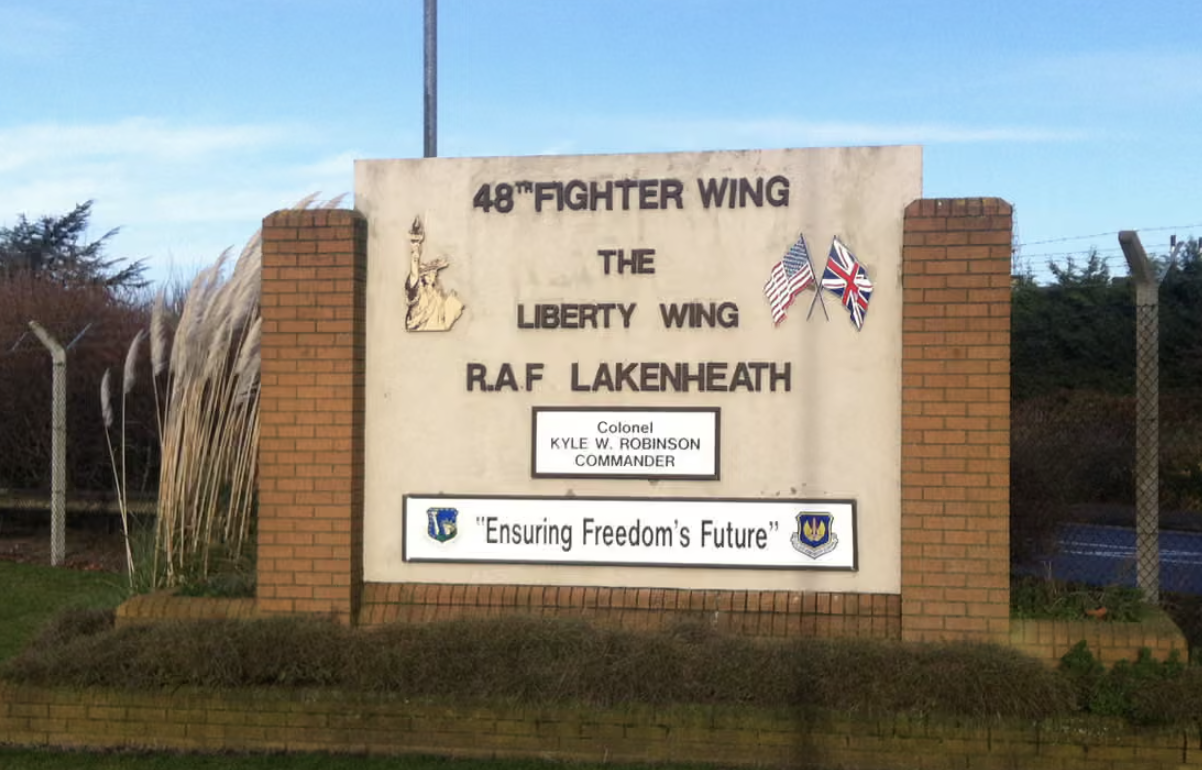 48TH FIGHTER WING
THE
LIBERTY WING
R.A F LAKENHEATH
Colonel
KYLE W. ROBINSON
COMMANDER
"Ensuring Freedom's Future"